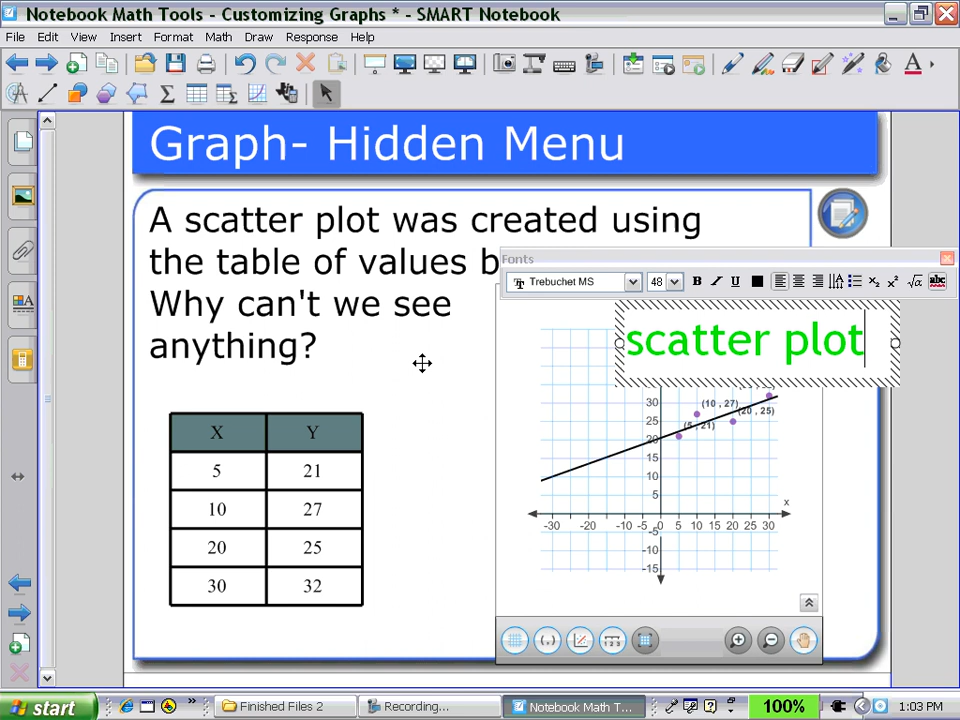 Notebook Math Tools - Customizing Graphs * - SMART Notebook
File Edit View Insert Format Math Draw Response Help
Graph- Hidden Menu
A scatter plot was created using
the table of values b
Why can't we see
anything?
Fonts
Trebuchet MS 48 B I U abc
scatter plot
X Y
5 21
10 27
20 25
30 32
30
25
20
15
10
5
0
-5
-10
-15
(10 , 27)
(20 , 25)
(5 , 21)
x
-30 -20 -10 -5 0 5 10 15 20 25 30
start
Finished Files 2
Recording...
Notebook Math T...
100%
1:03 PM